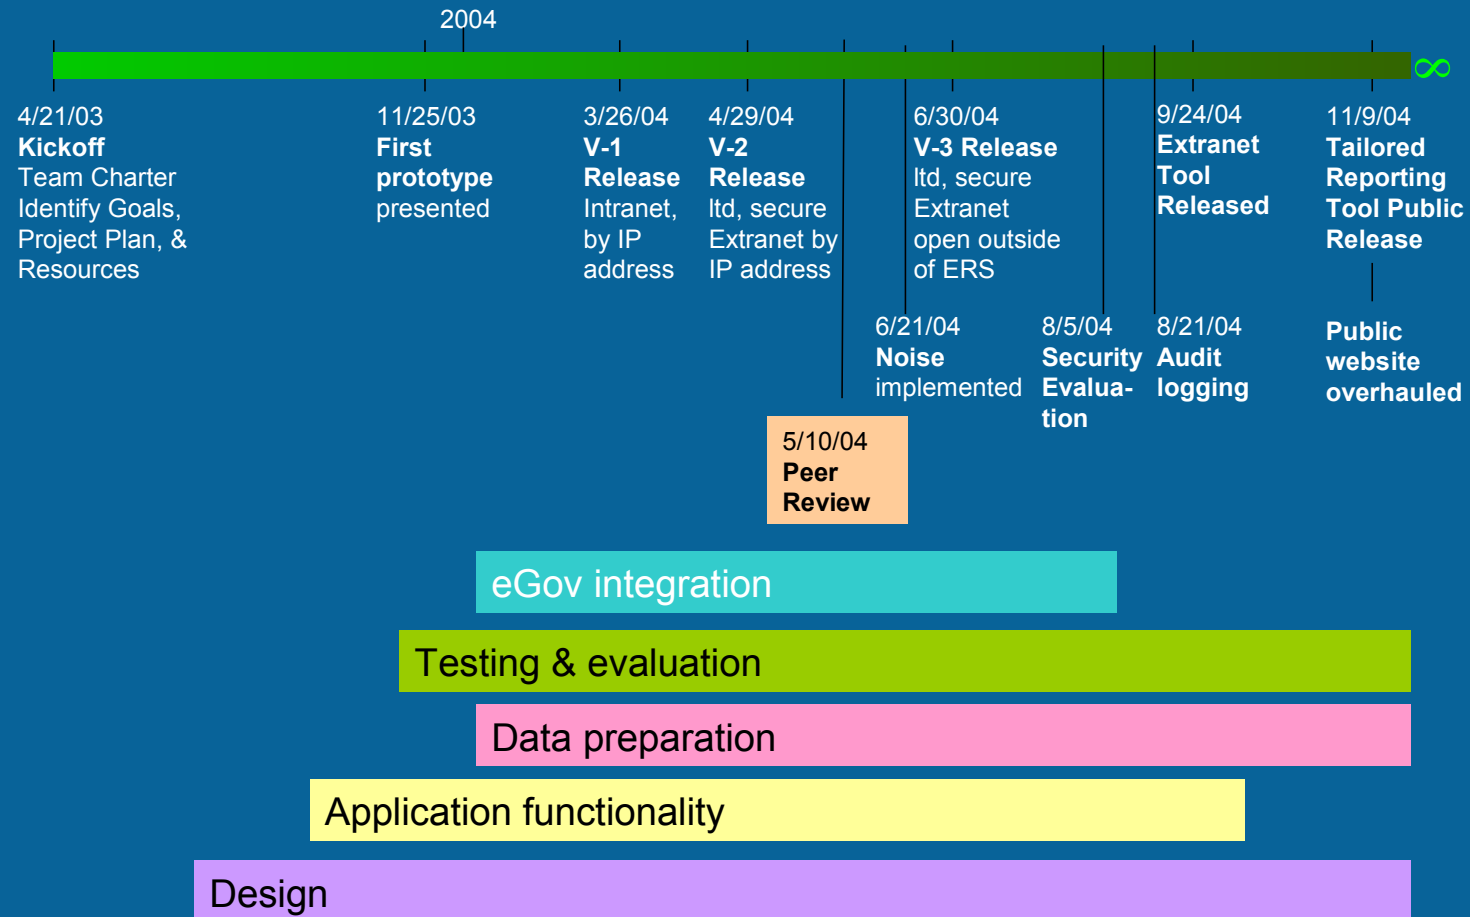 2004
∞
4/21/03
Kickoff
Team Charter
Identify Goals,
Project Plan, &
Resources
11/25/03
First
prototype
presented
3/26/04
V-1
Release
Intranet,
by IP
address
4/29/04
V-2
Release
ltd, secure
Extranet by
IP address
6/30/04
V-3 Release
ltd, secure
Extranet
open outside
of ERS
9/24/04
Extranet
Tool
Released
11/9/04
Tailored
Reporting
Tool Public
Release
6/21/04
Noise
implemented
8/5/04
Security
Evalua-
tion
8/21/04
Audit
logging
Public
website
overhauled
5/10/04
Peer
Review
eGov integration
Testing & evaluation
Data preparation
Application functionality
Design